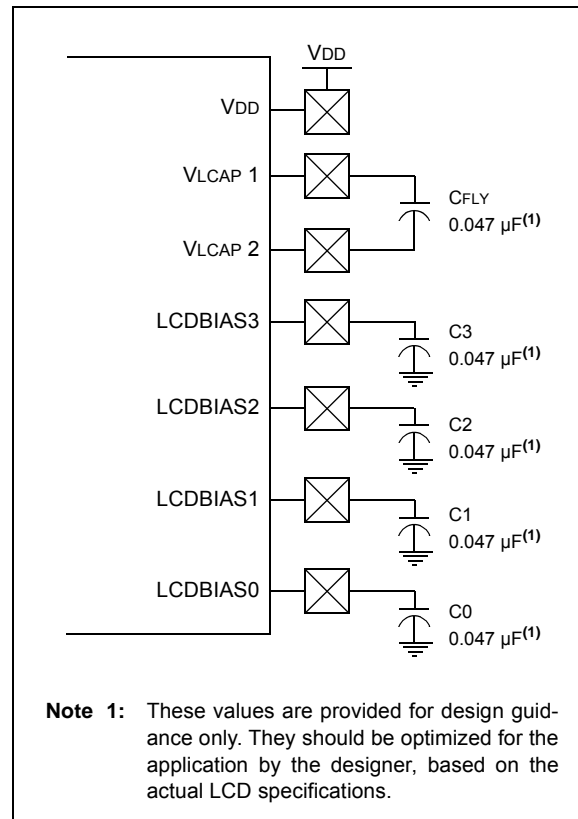 VDD
VDD
VLCAP 1
CFLY
0.047 µF(1)
VLCAP 2
LCDBIAS3
C3
0.047 µF(1)
LCDBIAS2
C2
0.047 µF(1)
LCDBIAS1
C1
0.047 µF(1)
LCDBIAS0
C0
0.047 µF(1)
Note 1: These values are provided for design guid-
ance only. They should be optimized for the
application by the designer, based on the
actual LCD specifications.